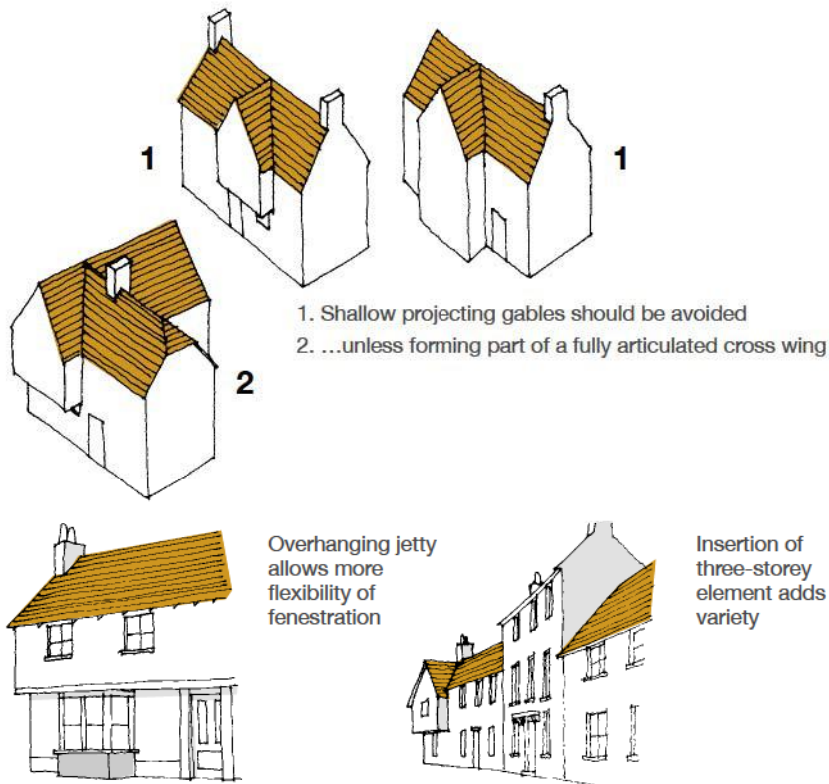 1
1
1. Shallow projecting gables should be avoided
2. ...unless forming part of a fully articulated cross wing
2
Overhanging jetty
allows more
flexibility of
fenestration
Insertion of
three-storey
element adds
variety